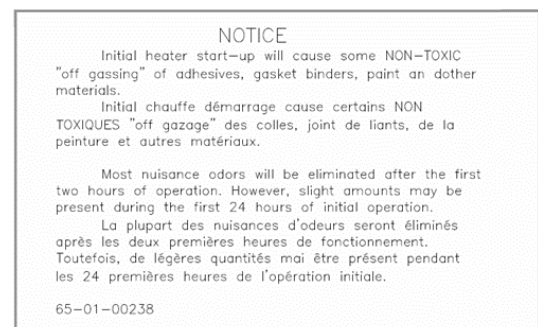 NOTICE
Initial heater start-up will cause some NON-TOXIC
"off gassing" of adhesives, gasket binders, paint an dother
materials.
Initial chauffe démarrage cause certains NON
TOXIQUES "off gazage" des colles, joint de liants, de la
peinture et autres matériaux.
Most nuisance odors will be eliminated after the first
two hours of operation. However, slight amounts may be
present during the first 24 hours of initial operation.
La plupart des nuisances d'odeurs seront éliminés
après les deux premières heures de fonctionnement.
Toutefois, de légères quantités mai être présent pendant
les 24 premières heures de l'opération initiale.
65-01-00238